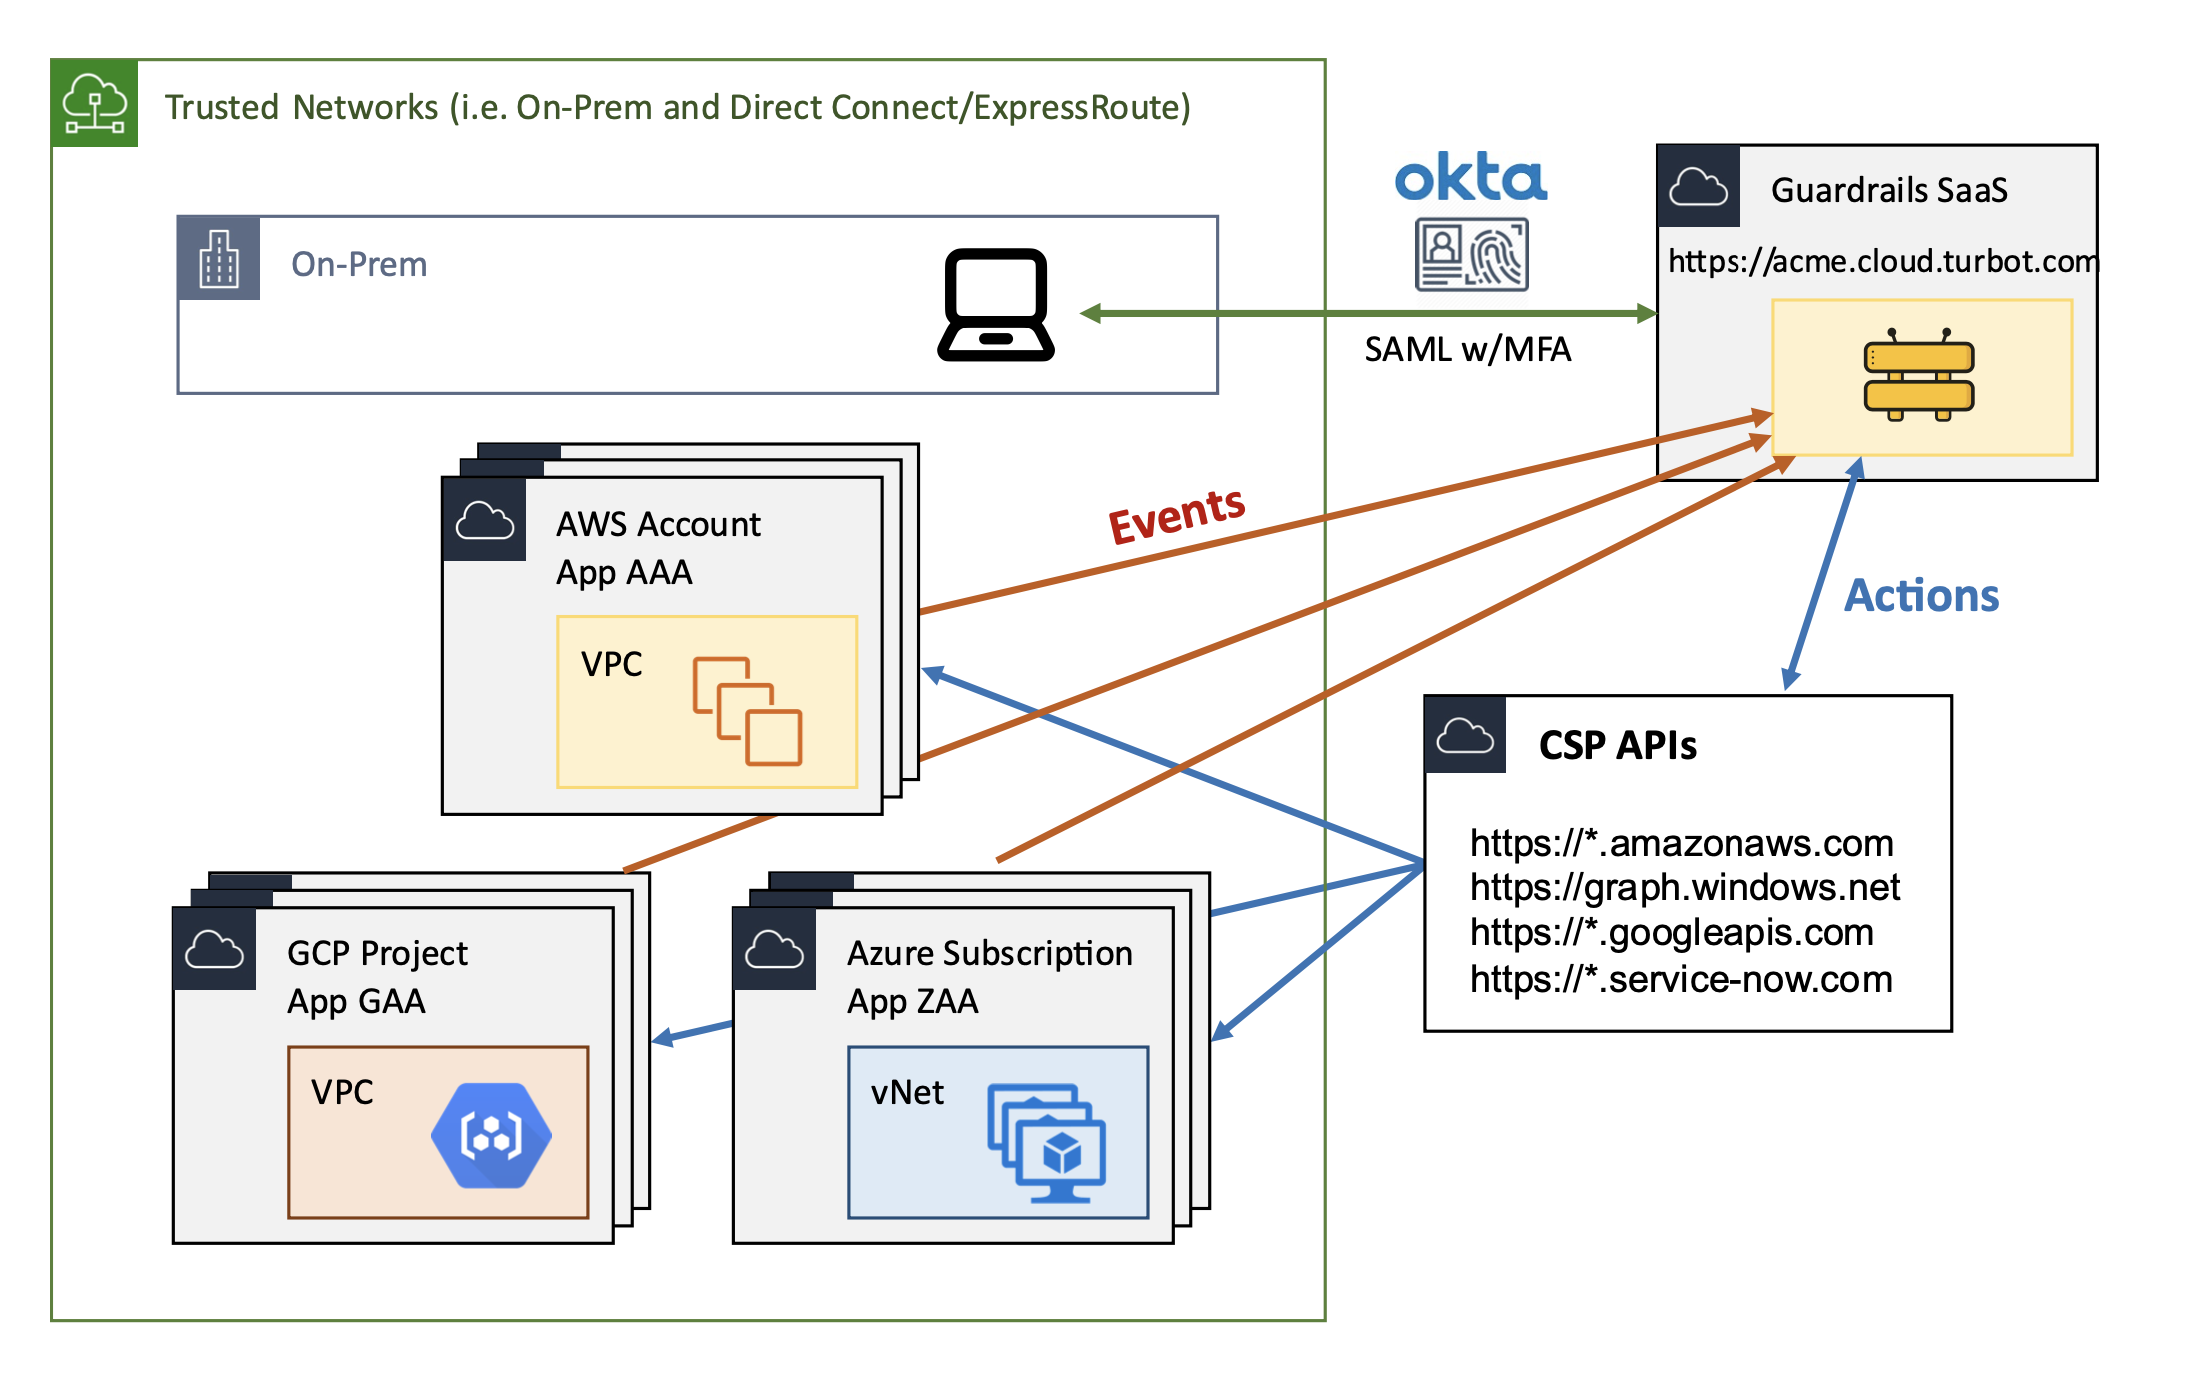 Trusted Networks (i.e. On-Prem and Direct Connect/ExpressRoute)
okta
Guardrails SaaS
https://acme.cloud.turbot.com
On-Prem
SAML w/MFA
Events
AWS Account
App AAA
VPC
Actions
CSP APIs
https://*.amazonaws.com
https://graph.windows.net
https://*.googleapis.com
https://*.service-now.com
GCP Project
App GAA
VPC
Azure Subscription
App ZAA
vNet